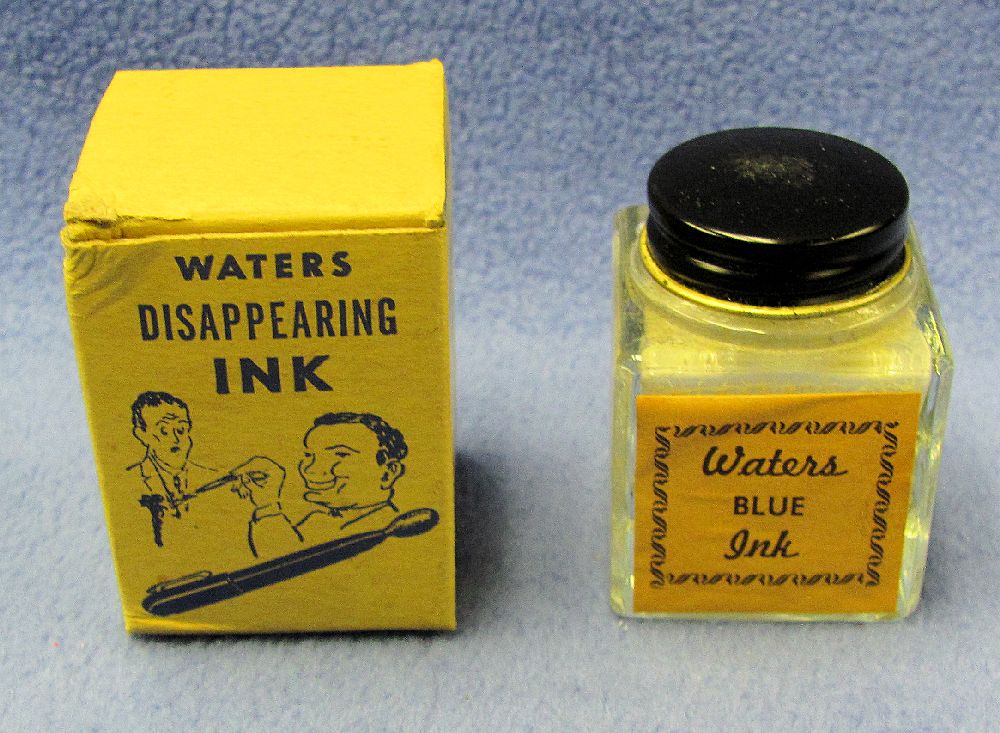 WATERS
DISAPPEARING
INK
Waters
BLUE
Ink